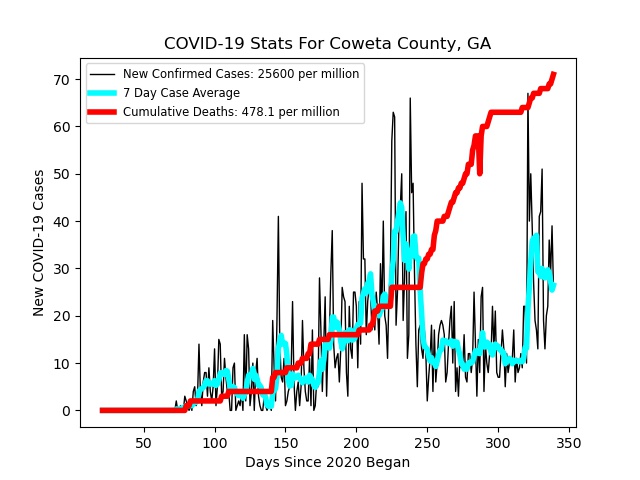 COVID-19 Stats For Coweta County, GA
New Confirmed Cases: 25600 per million
7 Day Case Average
Cumulative Deaths: 478.1 per million
70
60
50
40
30
20
10
0
New COVID-19 Cases
50 100 150 200 250 300 350
Days Since 2020 Began